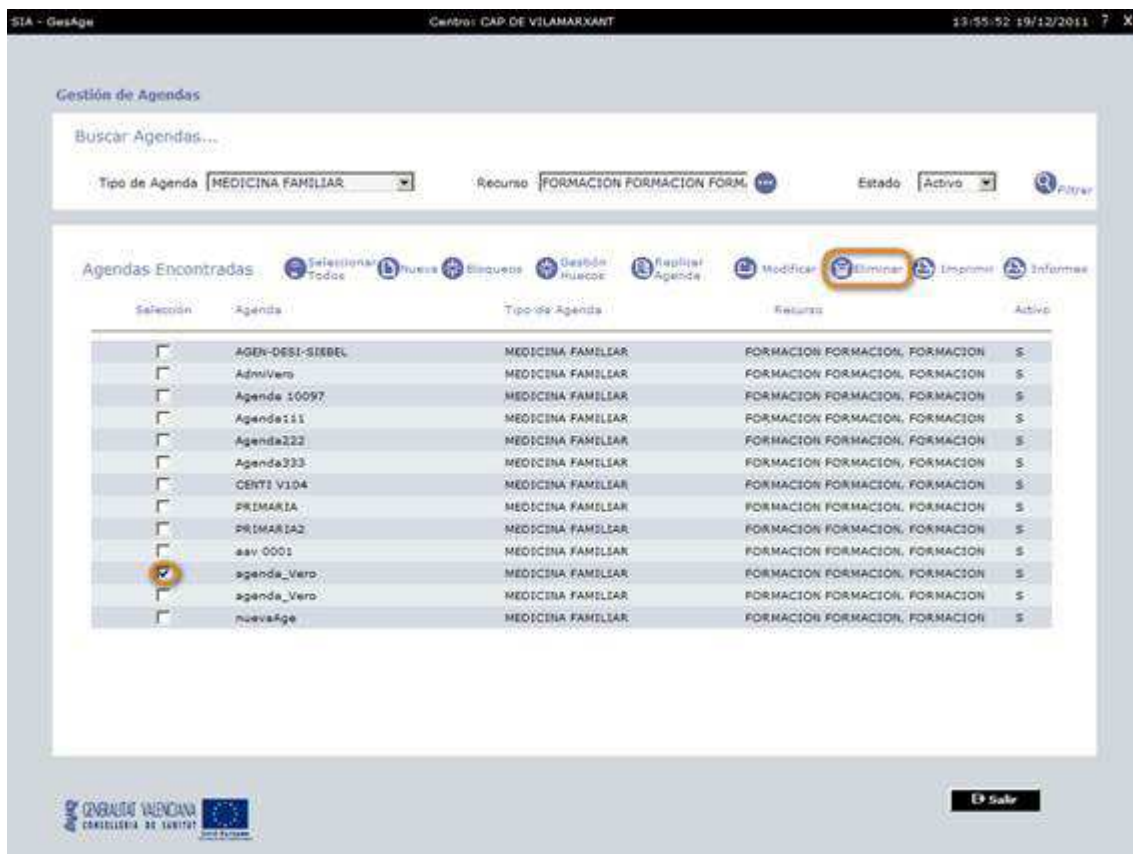 SIA - GesAge Centro: CAP DE VILAMARXANT 13:55:52 19/12/2011 ? X
Gestión de Agendas
Buscar Agendas...
Tipo de Agenda MEDICINA FAMILIAR Recurso FORMACION FORMACION FORM. Estado Activo Filtrar
Agendas Encontradas Seleccionar Todos Nueva Bloqueos Gestión Huecos Replicar Agenda Modificar Eliminar Imprimir Informes
Selección Agenda Tipo de Agenda Recurso Activo
AGEN-DESI-SIEBEL MEDICINA FAMILIAR FORMACION FORMACION, FORMACION S
AdmiVero MEDICINA FAMILIAR FORMACION FORMACION, FORMACION S
Agenda 10097 MEDICINA FAMILIAR FORMACION FORMACION, FORMACION S
Agenda111 MEDICINA FAMILIAR FORMACION FORMACION, FORMACION S
Agenda222 MEDICINA FAMILIAR FORMACION FORMACION, FORMACION S
Agenda333 MEDICINA FAMILIAR FORMACION FORMACION, FORMACION S
CENTI V104 MEDICINA FAMILIAR FORMACION FORMACION, FORMACION S
PRIMARIA MEDICINA FAMILIAR FORMACION FORMACION, FORMACION S
PRIMARIA2 MEDICINA FAMILIAR FORMACION FORMACION, FORMACION S
aav 0001 MEDICINA FAMILIAR FORMACION FORMACION, FORMACION S
agenda_Vero MEDICINA FAMILIAR FORMACION FORMACION, FORMACION S
agenda_Vero MEDICINA FAMILIAR FORMACION FORMACION, FORMACION S
nuevaAge MEDICINA FAMILIAR FORMACION FORMACION, FORMACION S
Salir
GENERALITAT VALENCIANA
CONSELLERIA DE SANITAT